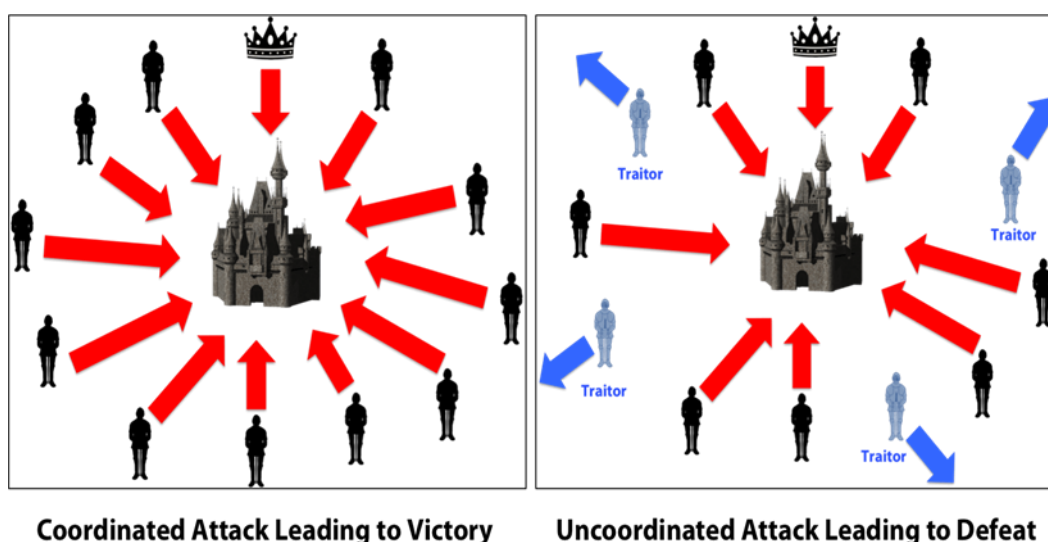 Traitor
Traitor
Traitor
Traitor
Coordinated Attack Leading to Victory
Uncoordinated Attack Leading to Defeat